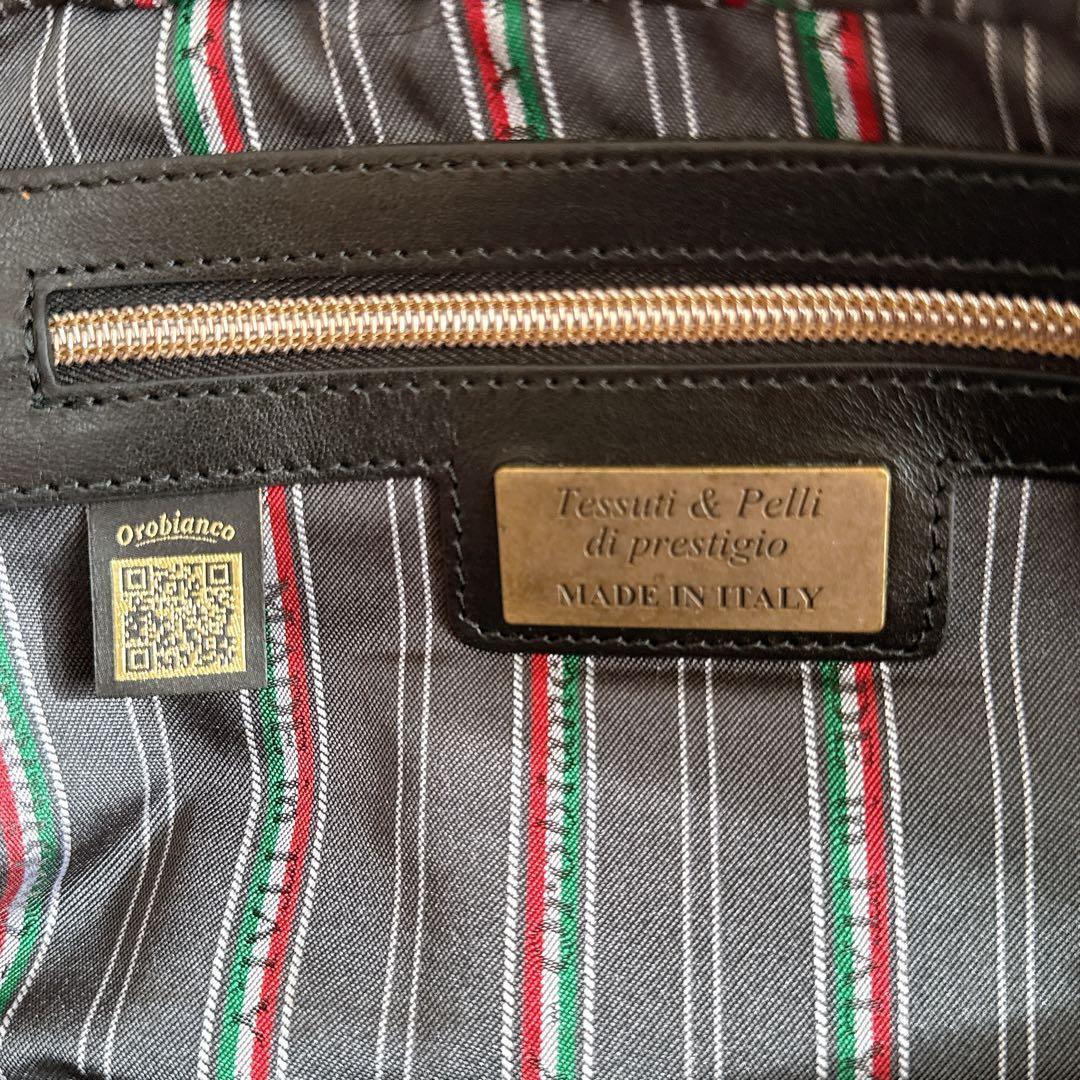 Orobianco
Tessuti & Pelli
di prestigio
MADE IN ITALY